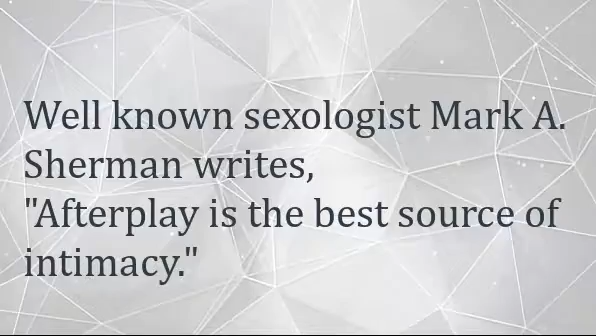 Well known sexologist Mark A.
Sherman writes,
"Afterplay is the best source of
intimacy."